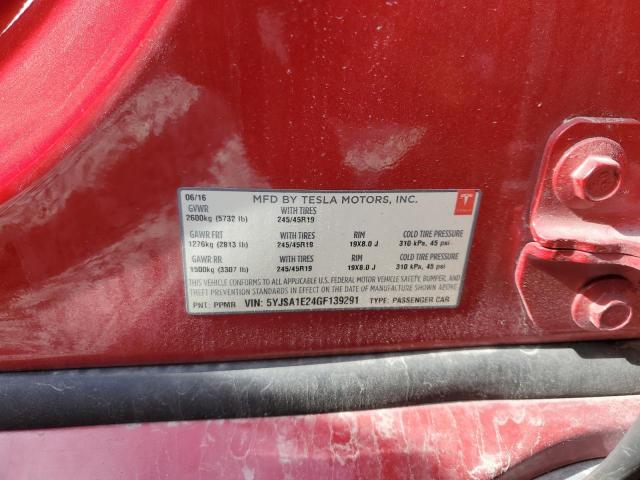 06/16 MFD BY TESLA MOTORS, INC.
GVWR WITH TIRES
2600kg (5732 lb) 245/45R19
GAWR FRT WITH TIRES RIM COLD TIRE PRESSURE
1276kg (2813 lb) 245/45R19 19X8.0 J 310 kPa, 45 psi
GAWR RR WITH TIRES RIM COLD TIRE PRESSURE
1500kg (3307 lb) 245/45R19 19X8.0 J 310 kPa, 45 psi
THIS VEHICLE CONFORMS TO ALL APPLICABLE U.S. FEDERAL MOTOR VEHICLE SAFETY, BUMPER, AND
THEFT PREVENTION STANDARDS IN EFFECT ON THE DATE OF MANUFACTURE SHOWN ABOVE.
PNT: PPMR VIN: 5YJSA1E24GF139291 TYPE: PASSENGER CAR